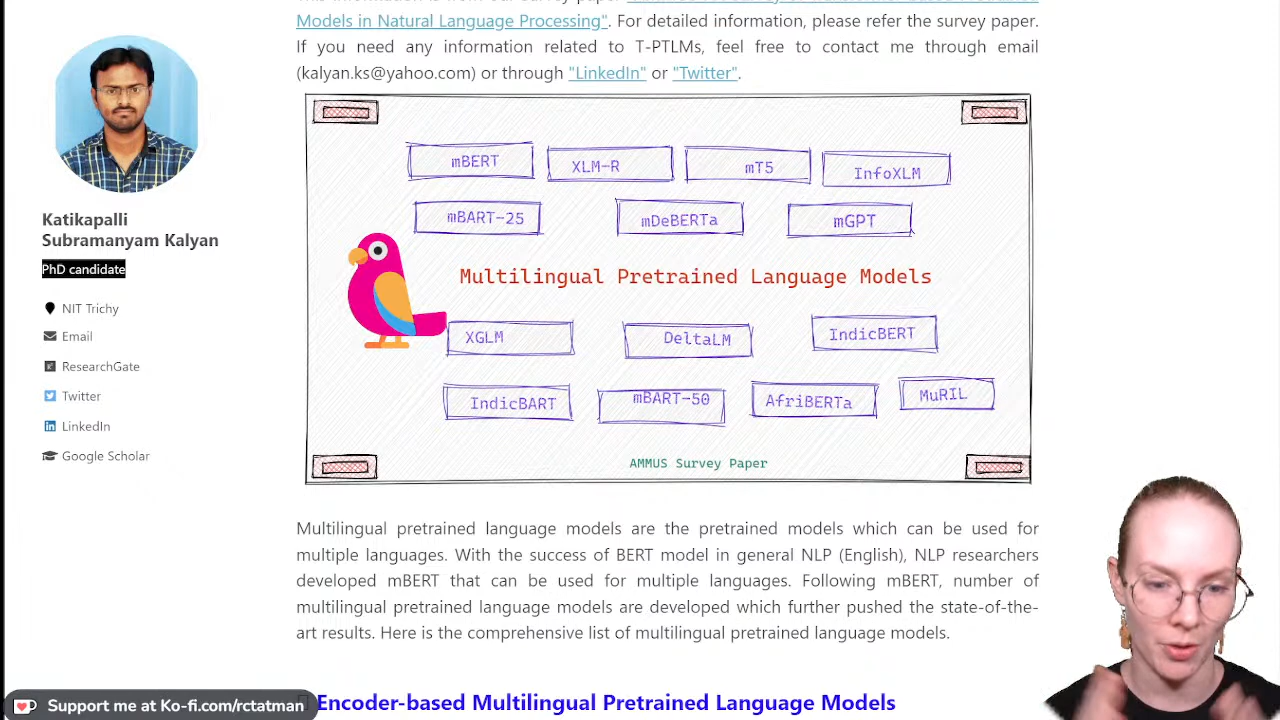 Models in Natural Language Processing". For detailed information, please refer the survey paper.
If you need any information related to T-PTLMs, feel free to contact me through email
(kalyan.ks@yahoo.com) or through "LinkedIn" or "Twitter".
Katikapalli
Subramanyam Kalyan
PhD candidate
NIT Trichy
Email
ResearchGate
Twitter
LinkedIn
Google Scholar
mBERT
XLM-R
mT5
InfoXLM
mBART-25
mDeBERTa
mGPT
Multilingual Pretrained Language Models
XGLM
DeltaLM
IndicBERT
IndicBART
mBART-50
AfriBERTa
MuRIL
AMMUS Survey Paper
Multilingual pretrained language models are the pretrained models which can be used for
multiple languages. With the success of BERT model in general NLP (English), NLP researchers
developed mBERT that can be used for multiple languages. Following mBERT, number of
multilingual pretrained language models are developed which further pushed the state-of-the-
art results. Here is the comprehensive list of multilingual pretrained language models.
Encoder-based Multilingual Pretrained Language Models
Support me at Ko-fi.com/rctatman